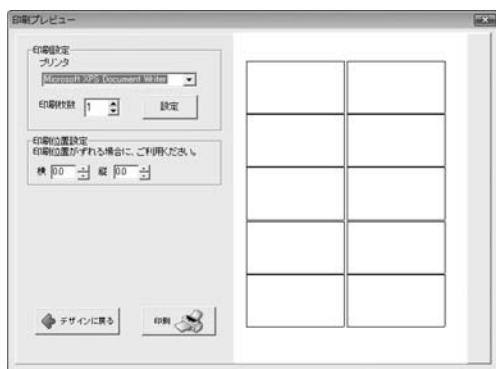 印刷プレビュー
印刷設定
プリンタ
Microsoft XPS Document Writer
印刷枚数 1 設定
印刷位置設定
印刷位置がずれる場合に、ご利用ください。
横 0.0 縦 0.0
デザインに戻る 印刷